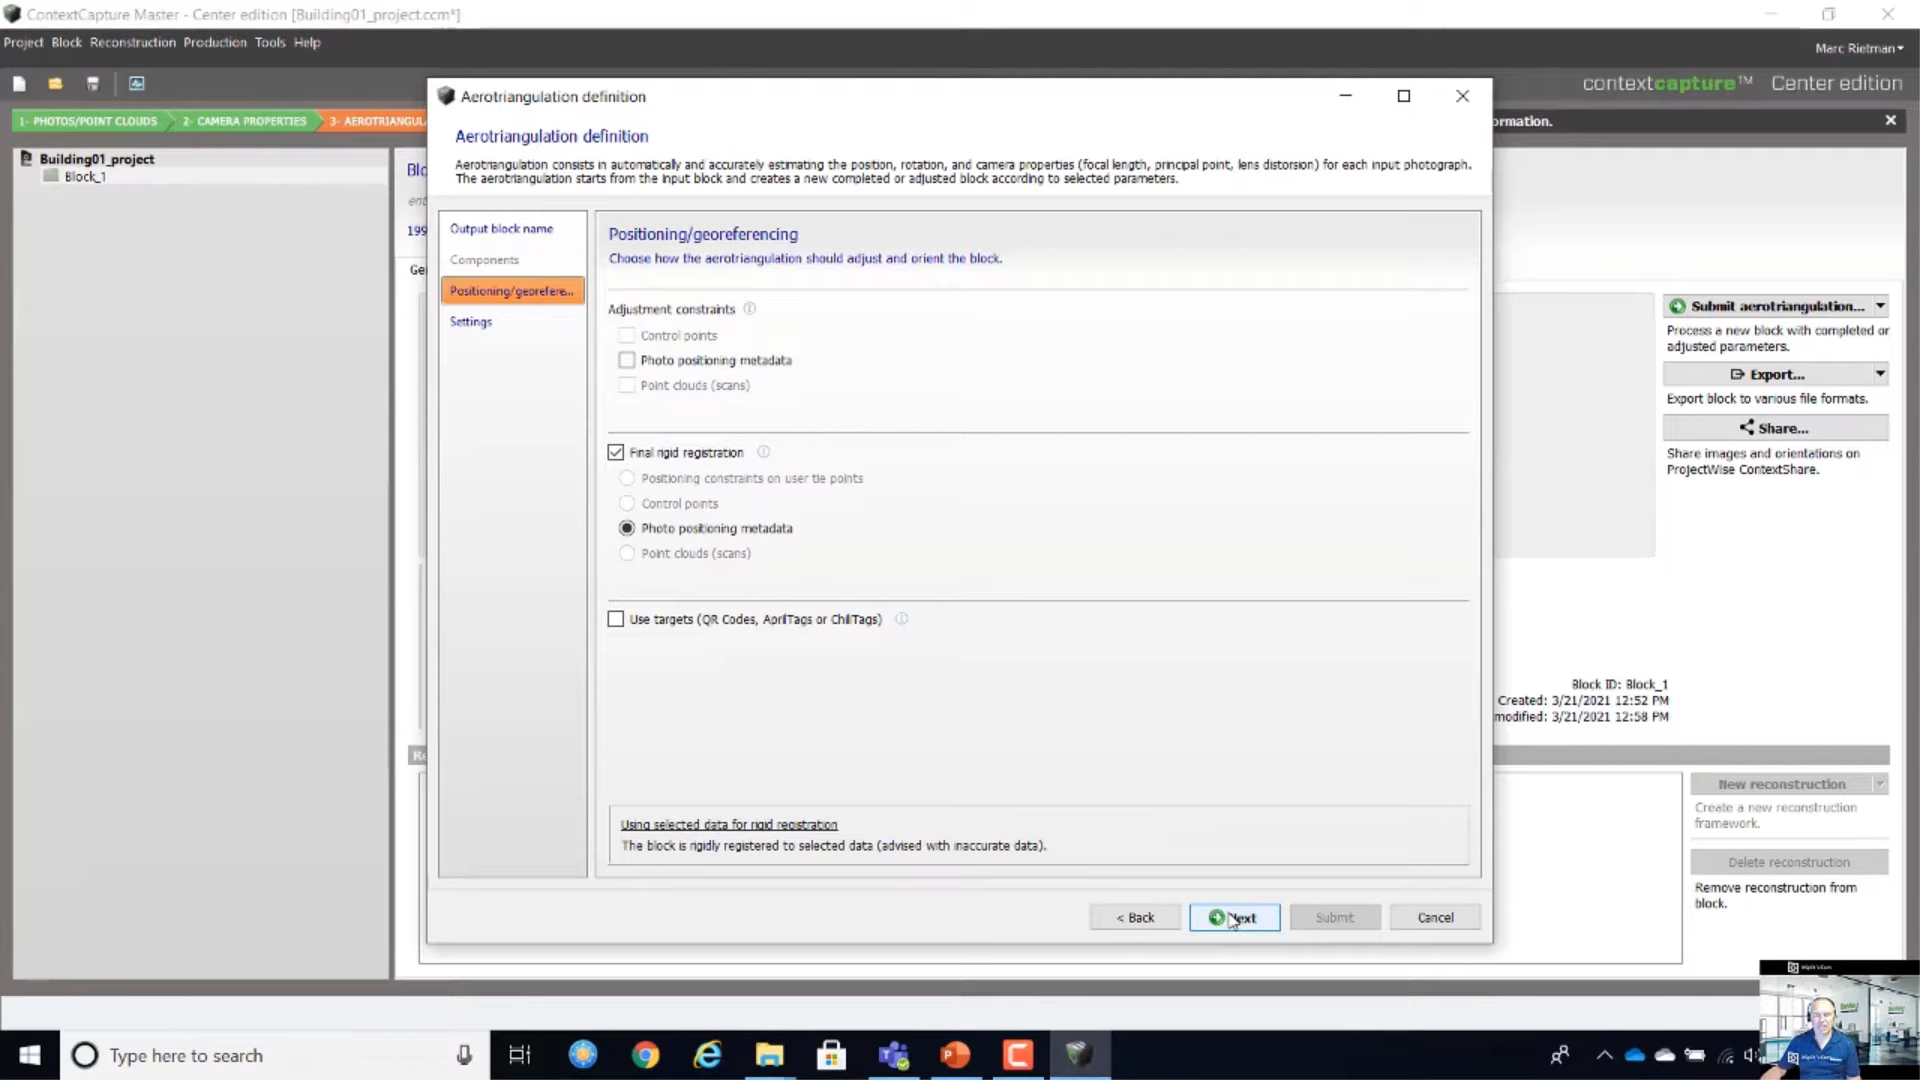 ContextCapture Master - Center edition [Building01_project.ccm*]
Project Block Reconstruction Production Tools Help
Marc Rietman
contextcapture™ Center edition
1- PHOTOS/POINT CLOUDS
2- CAMERA PROPERTIES
3- AEROTRIANGUL
ormation.
Building01_project
Block_1
Blo
ent
199
Ge
Aerotriangulation definition
Aerotriangulation definition
Aerotriangulation consists in automatically and accurately estimating the position, rotation, and camera properties (focal length, principal point, lens distorsion) for each input photograph.
The aerotriangulation starts from the input block and creates a new completed or adjusted block according to selected parameters.
Output block name
Components
Positioning/georefere...
Settings
Positioning/georeferencing
Choose how the aerotriangulation should adjust and orient the block.
Adjustment constraints
Control points
Photo positioning metadata
Point clouds (scans)
Final rigid registration
Positioning constraints on user tie points
Control points
Photo positioning metadata
Point clouds (scans)
Use targets (QR Codes, AprilTags or ChiliTags)
Using selected data for rigid registration
The block is rigidly registered to selected data (advised with inaccurate data).
< Back
Next
Submit
Cancel
Submit aerotriangulation...
Process a new block with completed or
adjusted parameters.
Export...
Export block to various file formats.
Share...
Share images and orientations on
ProjectWise ContextShare.
Block ID: Block_1
Created: 3/21/2021 12:52 PM
modified: 3/21/2021 12:58 PM
Re
New reconstruction
Create a new reconstruction
framework.
Delete reconstruction
Remove reconstruction from
block.
Type here to search